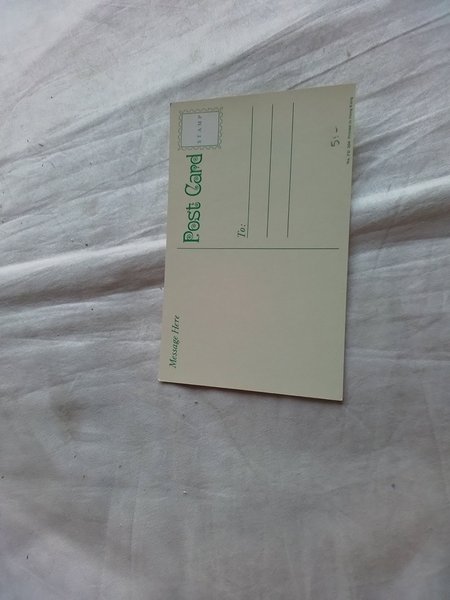 STAMP
Post Card
Message Here
To:
5.-